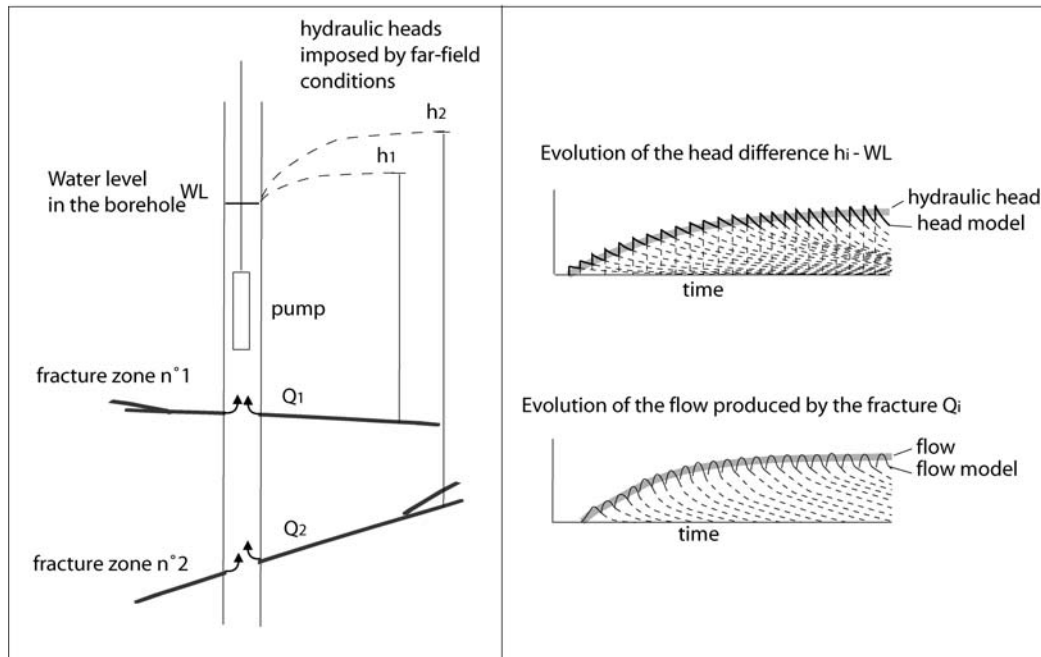 hydraulic heads
imposed by far-field
conditions
h2
h1
Water level
in the borehole
WL
pump
fracture zone n°1
Q1
Q2
fracture zone n°2
Evolution of the head difference hi - WL
hydraulic head
head model
time
Evolution of the flow produced by the fracture Qi
flow
flow model
time